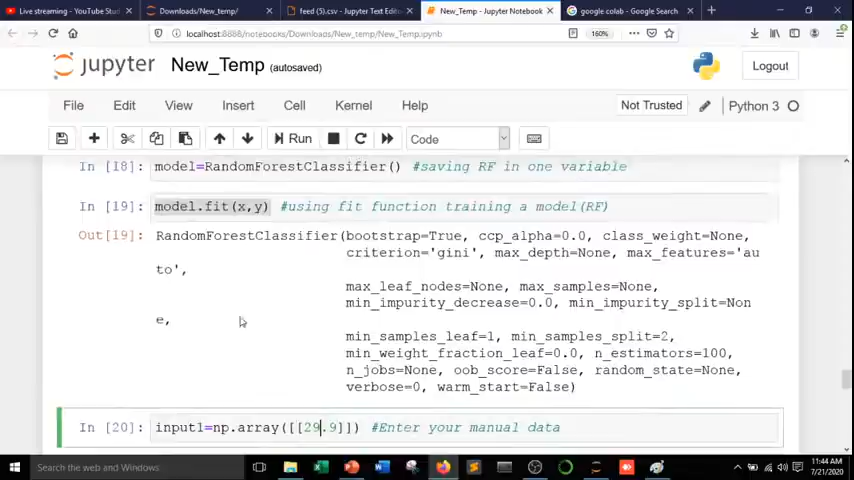 Live streaming - YouTube Stud
Downloads/New_temp/
feed (5).csv - Jupyter Text Edito
New_Temp - Jupyter Notebook
google colab - Google Search
localhost:8888/notebooks/Downloads/New_temp/New_Temp.ipynb
160%
jupyter New_Temp (autosaved)
Logout
File Edit View Insert Cell Kernel Help
Not Trusted
Python 3
Run
Code
In [18]: model=RandomForestClassifier() #saving RF in one variable
In [19]: model.fit(x,y) #using fit function training a model(RF)
Out[19]: RandomForestClassifier(bootstrap=True, ccp_alpha=0.0, class_weight=None,
criterion='gini', max_depth=None, max_features='au
to',
max_leaf_nodes=None, max_samples=None,
min_impurity_decrease=0.0, min_impurity_split=Non
e,
min_samples_leaf=1, min_samples_split=2,
min_weight_fraction_leaf=0.0, n_estimators=100,
n_jobs=None, oob_score=False, random_state=None,
verbose=0, warm_start=False)
In [20]: input1=np.array([[29.9]]) #Enter your manual data
Type here to search
11:44 AM
7/21/2020